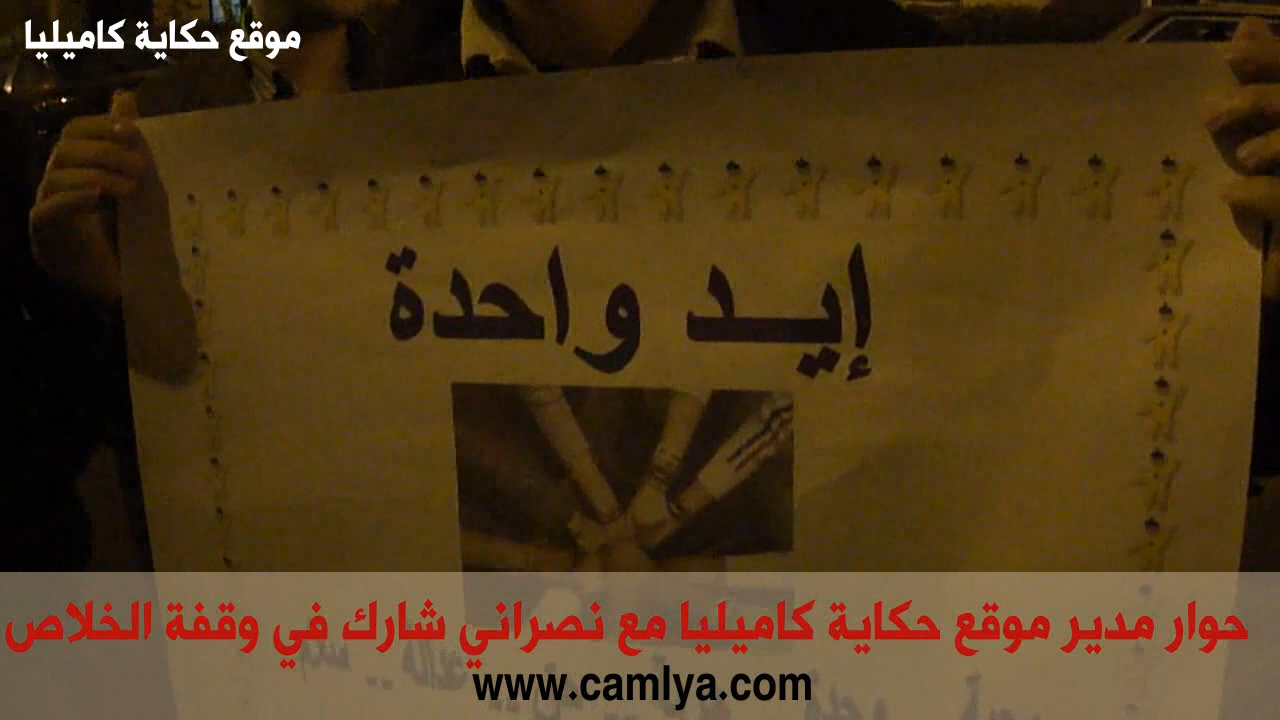 موقع حكاية كاميليا
إيد واحدة
حوار مدير موقع حكاية كاميليا مع نصراني شارك في وقفة الخلاص
www.camlya.com